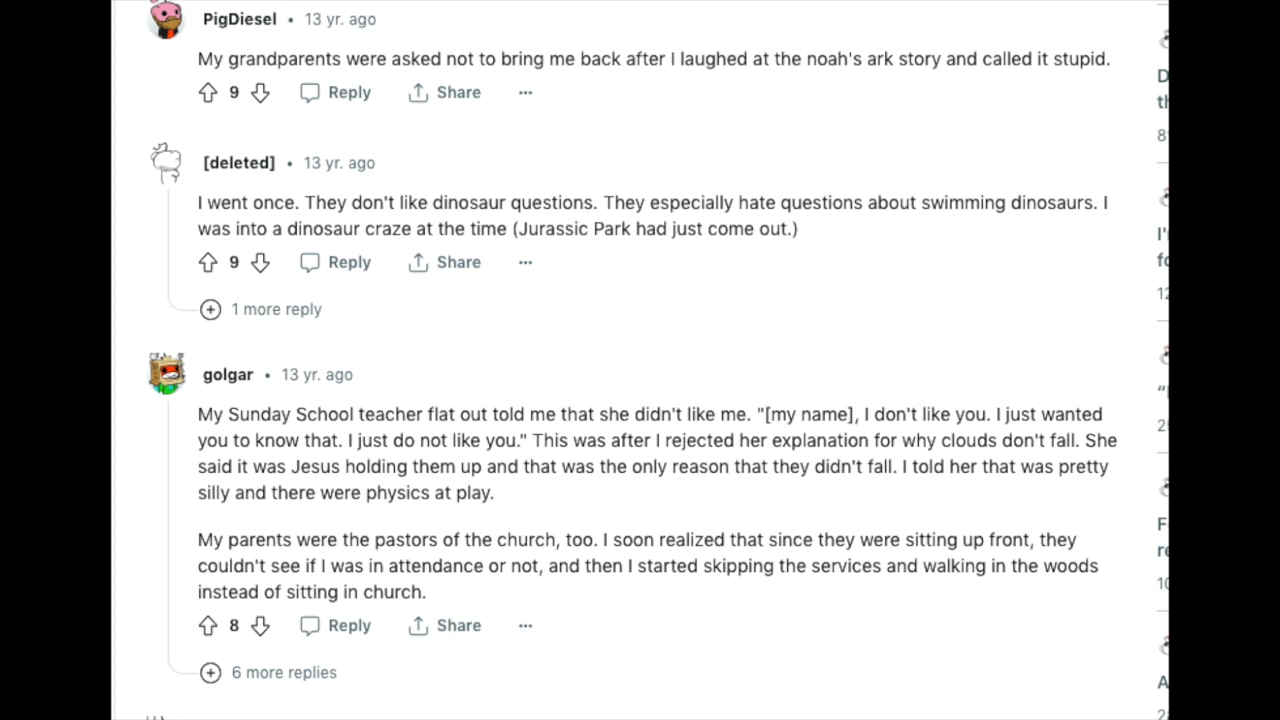 PigDiesel • 13 yr. ago
My grandparents were asked not to bring me back after I laughed at the noah's ark story and called it stupid.
9 Reply Share ...
[deleted] • 13 yr. ago
I went once. They don't like dinosaur questions. They especially hate questions about swimming dinosaurs. I
was into a dinosaur craze at the time (Jurassic Park had just come out.)
9 Reply Share ...
1 more reply
golgar • 13 yr. ago
My Sunday School teacher flat out told me that she didn't like me. "[my name], I don't like you. I just wanted
you to know that. I just do not like you." This was after I rejected her explanation for why clouds don't fall. She
said it was Jesus holding them up and that was the only reason that they didn't fall. I told her that was pretty
silly and there were physics at play.
My parents were the pastors of the church, too. I soon realized that since they were sitting up front, they
couldn't see if I was in attendance or not, and then I started skipping the services and walking in the woods
instead of sitting in church.
8 Reply Share ...
6 more replies